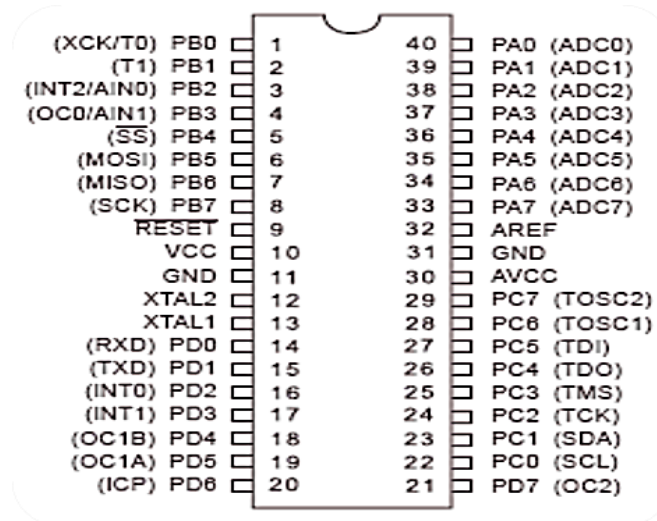 (XCK/T0) PB0 1 40 PA0 (ADC0)
(T1) PB1 2 39 PA1 (ADC1)
(INT2/AIN0) PB2 3 38 PA2 (ADC2)
(OC0/AIN1) PB3 4 37 PA3 (ADC3)
(SS) PB4 5 36 PA4 (ADC4)
(MOSI) PB5 6 35 PA5 (ADC5)
(MISO) PB6 7 34 PA6 (ADC6)
(SCK) PB7 8 33 PA7 (ADC7)
RESET 9 32 AREF
VCC 10 31 GND
GND 11 30 AVCC
XTAL2 12 29 PC7 (TOSC2)
XTAL1 13 28 PC6 (TOSC1)
(RXD) PD0 14 27 PC5 (TDI)
(TXD) PD1 15 26 PC4 (TDO)
(INT0) PD2 16 25 PC3 (TMS)
(INT1) PD3 17 24 PC2 (TCK)
(OC1B) PD4 18 23 PC1 (SDA)
(OC1A) PD5 19 22 PC0 (SCL)
(ICP) PD6 20 21 PD7 (OC2)